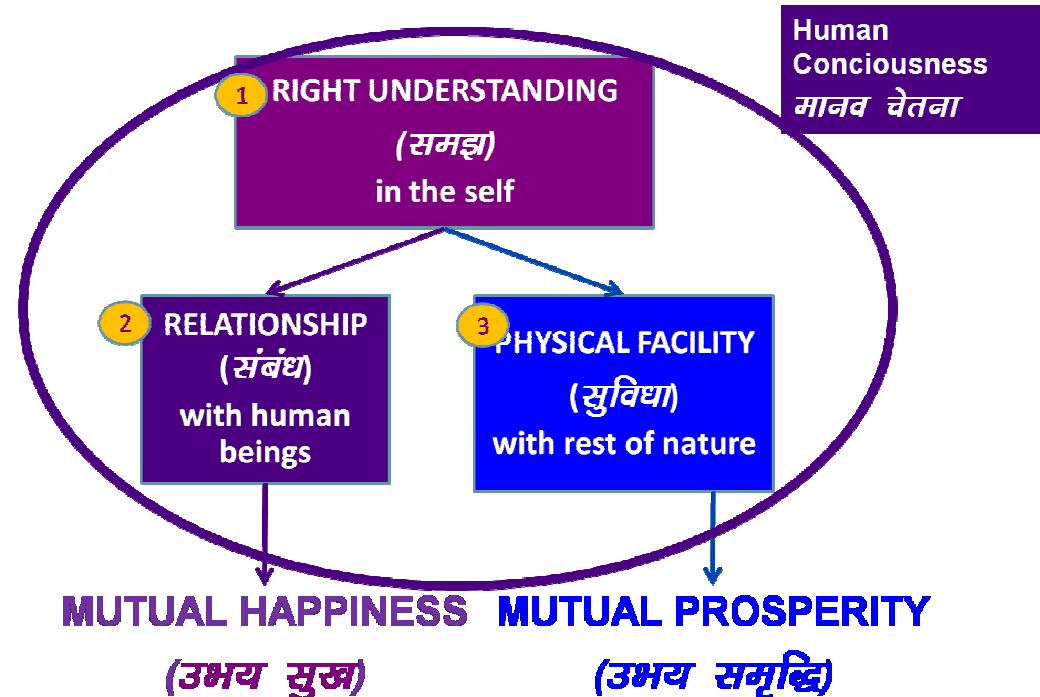 Human
Conciousness
मानव चेतना
1
RIGHT UNDERSTANDING
(समझ)
in the self
2
RELATIONSHIP
(संबंध)
with human
beings
3
PHYSICAL FACILITY
(सुविधा)
with rest of nature
MUTUAL HAPPINESS
(उभय सुख)
MUTUAL PROSPERITY
(उभय समृद्धि)